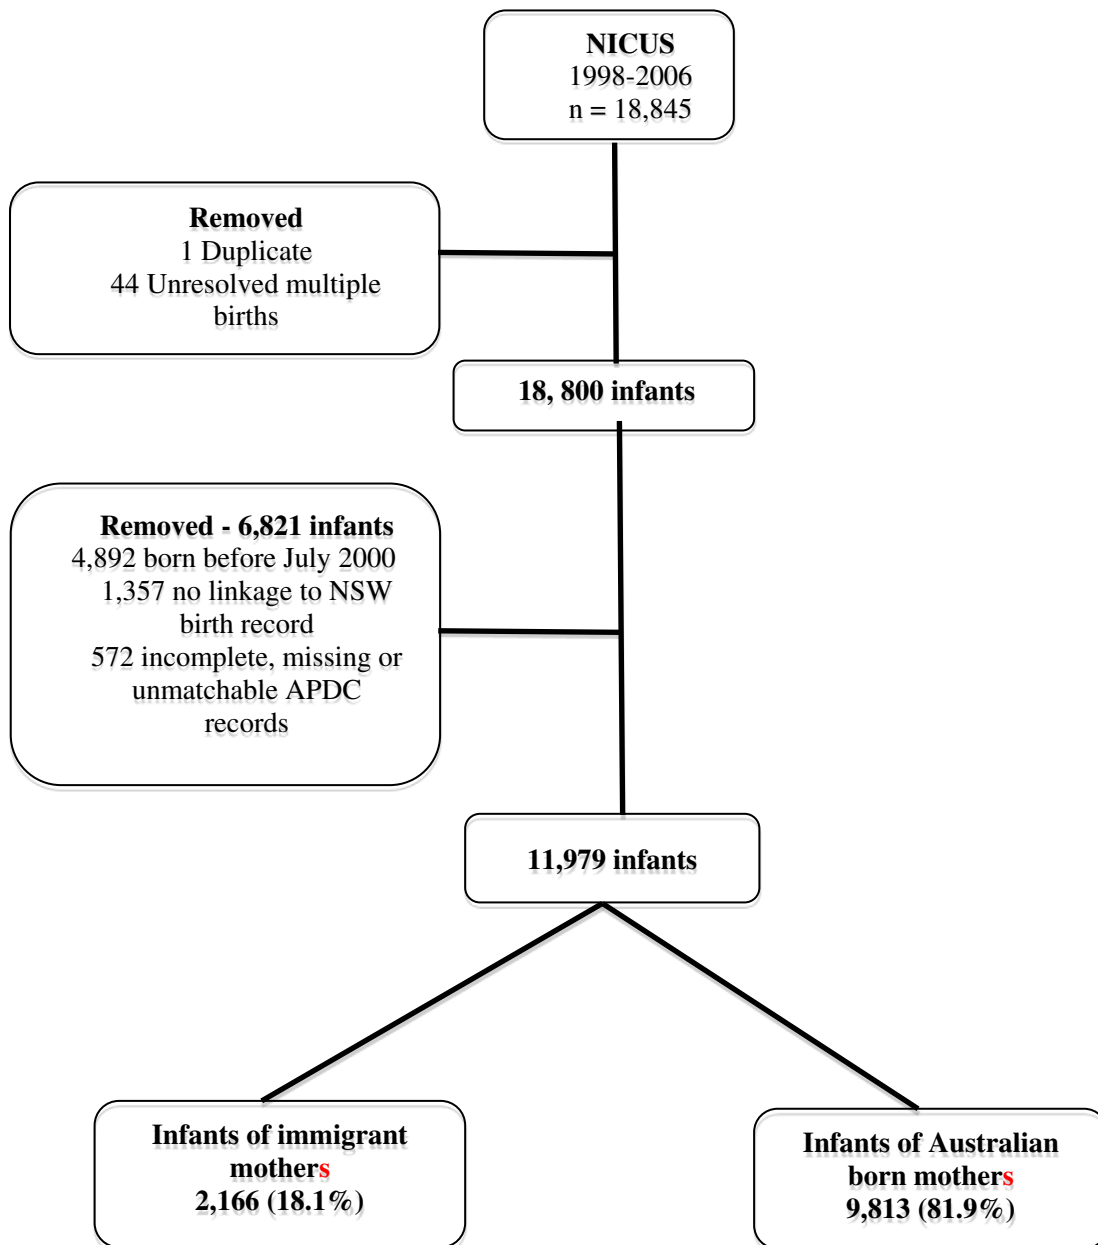 NICUS
1998-2006
n = 18,845
Removed
1 Duplicate
44 Unresolved multiple
births
18, 800 infants
Removed - 6,821 infants
4,892 born before July 2000
1,357 no linkage to NSW
birth record
572 incomplete, missing or
unmatchable APDC
records
11,979 infants
Infants of immigrant
mothers
2,166 (18.1%)
Infants of Australian
born mothers
9,813 (81.9%)